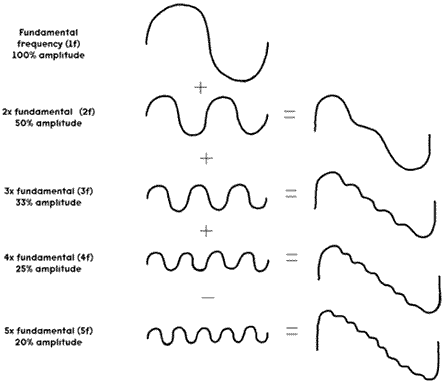 Fundamental
frequency (1f)
100% amplitude
+
2x fundamental (2f)
50% amplitude
=
+
3x fundamental (3f)
33% amplitude
=
+
4x fundamental (4f)
25% amplitude
=
—
5x fundamental (5f)
20% amplitude
=